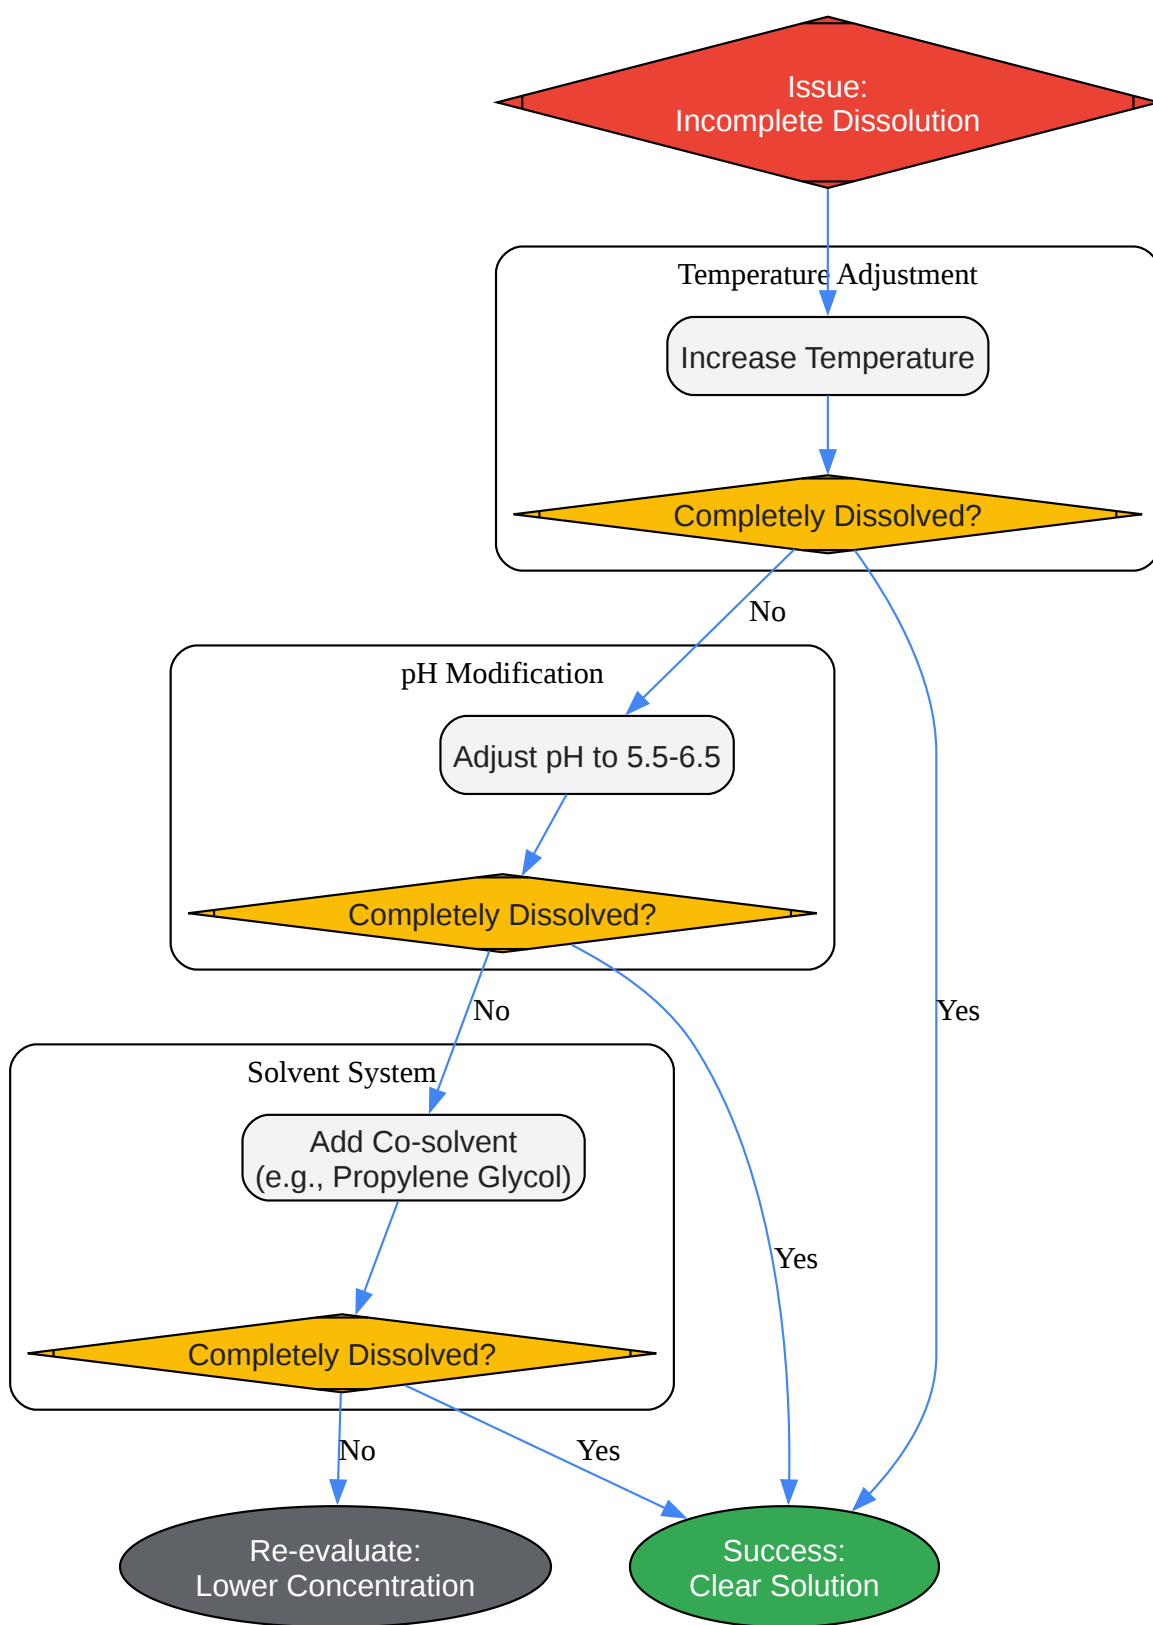 Issue:
Incomplete Dissolution
Temperature Adjustment
Increase Temperature
Completely Dissolved?
No
pH Modification
Adjust pH to 5.5-6.5
Completely Dissolved?
No
Yes
Solvent System
Add Co-solvent
(e.g., Propylene Glycol)
Yes
Completely Dissolved?
No
Yes
Re-evaluate:
Lower Concentration
Success:
Clear Solution